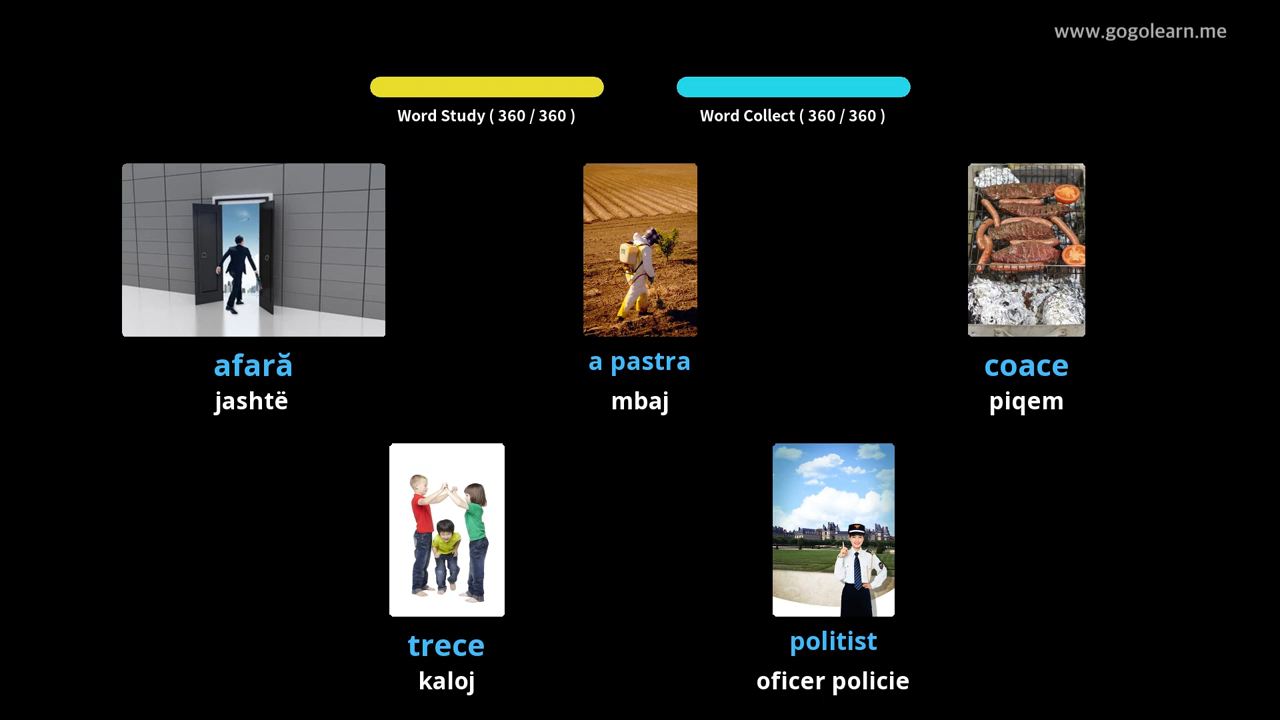 www.gogolearn.me
Word Study ( 360 / 360 )
Word Collect ( 360 / 360 )
afară
jashtë
a pastra
mbaj
coace
piqem
trece
kaloj
politist
oficer policie